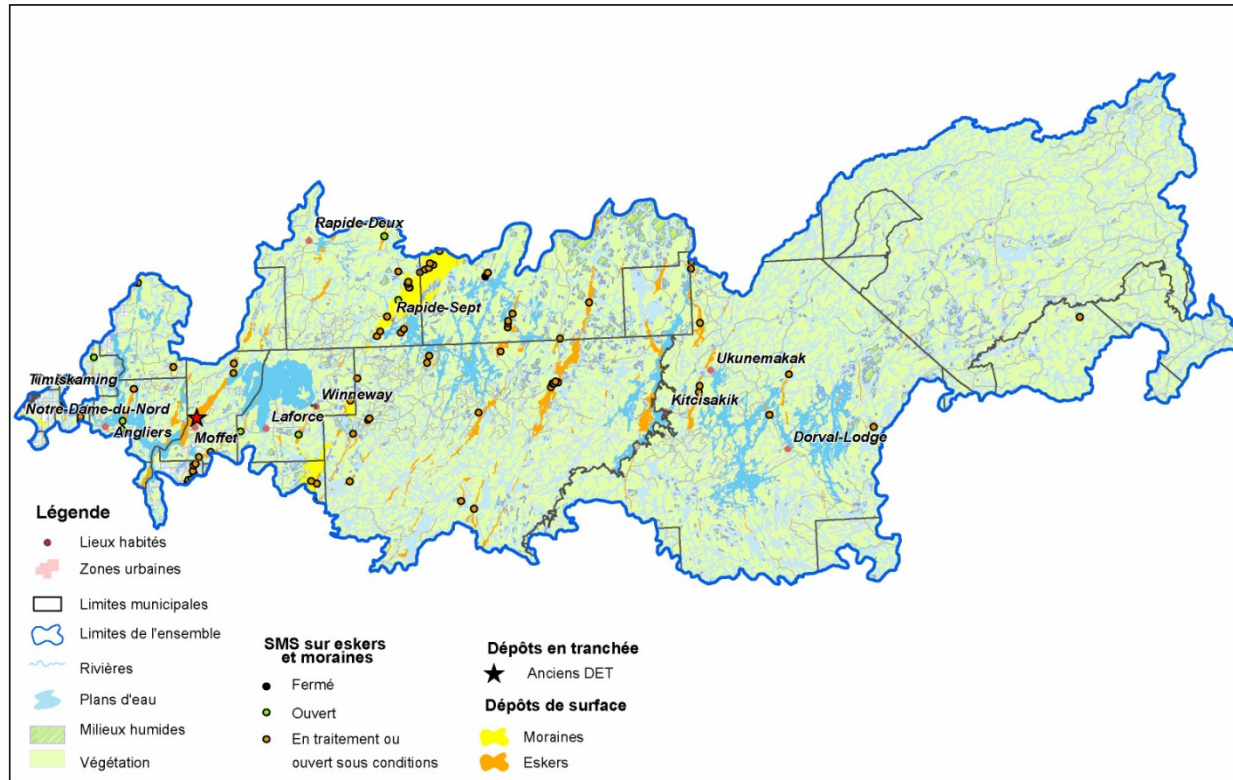 Rapide-Deux
Rapide-Sept
Ukunemakak
Timiskaming
Winneway
Kitcisakik
Notre-Dame-du-Nord
Laforce
Angliers
Moffet
Dorval-Lodge
Légende
Lieux habités
Zones urbaines
Limites municipales
Limites de l'ensemble
Rivières
Plans d'eau
Milieux humides
Végétation
SMS sur eskers
et moraines
Fermé
Ouvert
En traitement ou
ouvert sous conditions
Dépôts en tranchée
Anciens DET
Dépôts de surface
Moraines
Eskers